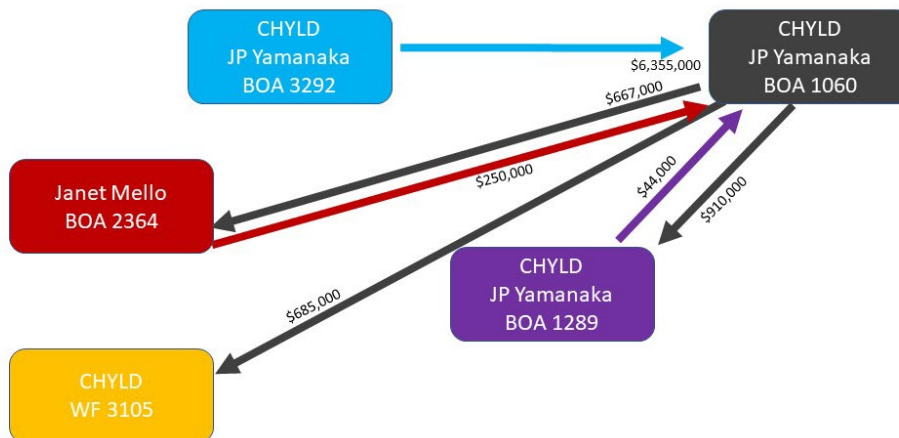 CHYLD
JP Yamanaka
BOA 3292
$6,355,000
CHYLD
JP Yamanaka
BOA 1060
$667,000
$250,000
$44,000
$910,000
Janet Mello
BOA 2364
CHYLD
JP Yamanaka
BOA 1289
$685,000
CHYLD
WF 3105